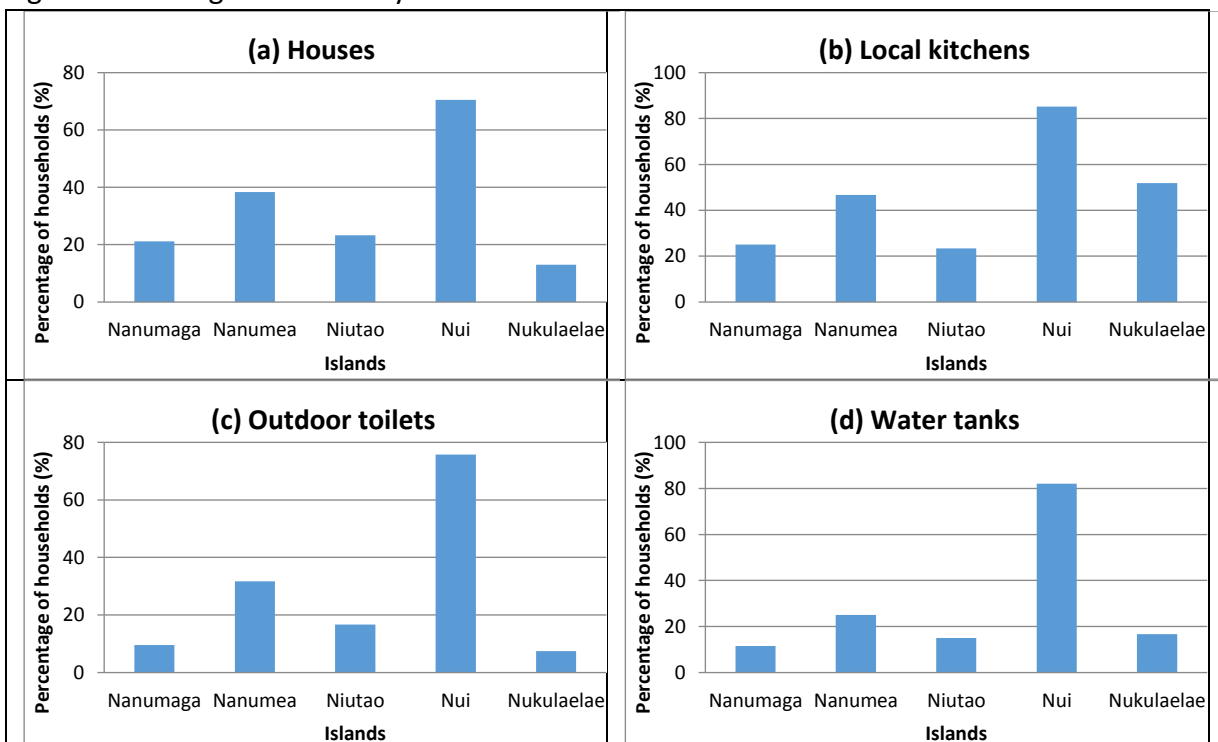 (a) Houses
Percentage of households (%)
80
60
40
20
0
Nanumaga Nanumea Niutao Nui Nukulaelae
Islands
(b) Local kitchens
Percentage of households (%)
100
80
60
40
20
0
Nanumaga Nanumea Niutao Nui Nukulaelae
Islands
(c) Outdoor toilets
Percentage of households (%)
80
60
40
20
0
Nanumaga Nanumea Niutao Nui Nukulaelae
Islands
(d) Water tanks
Percentage of households (%)
100
80
60
40
20
0
Nanumaga Nanumea Niutao Nui Nukulaelae
Islands